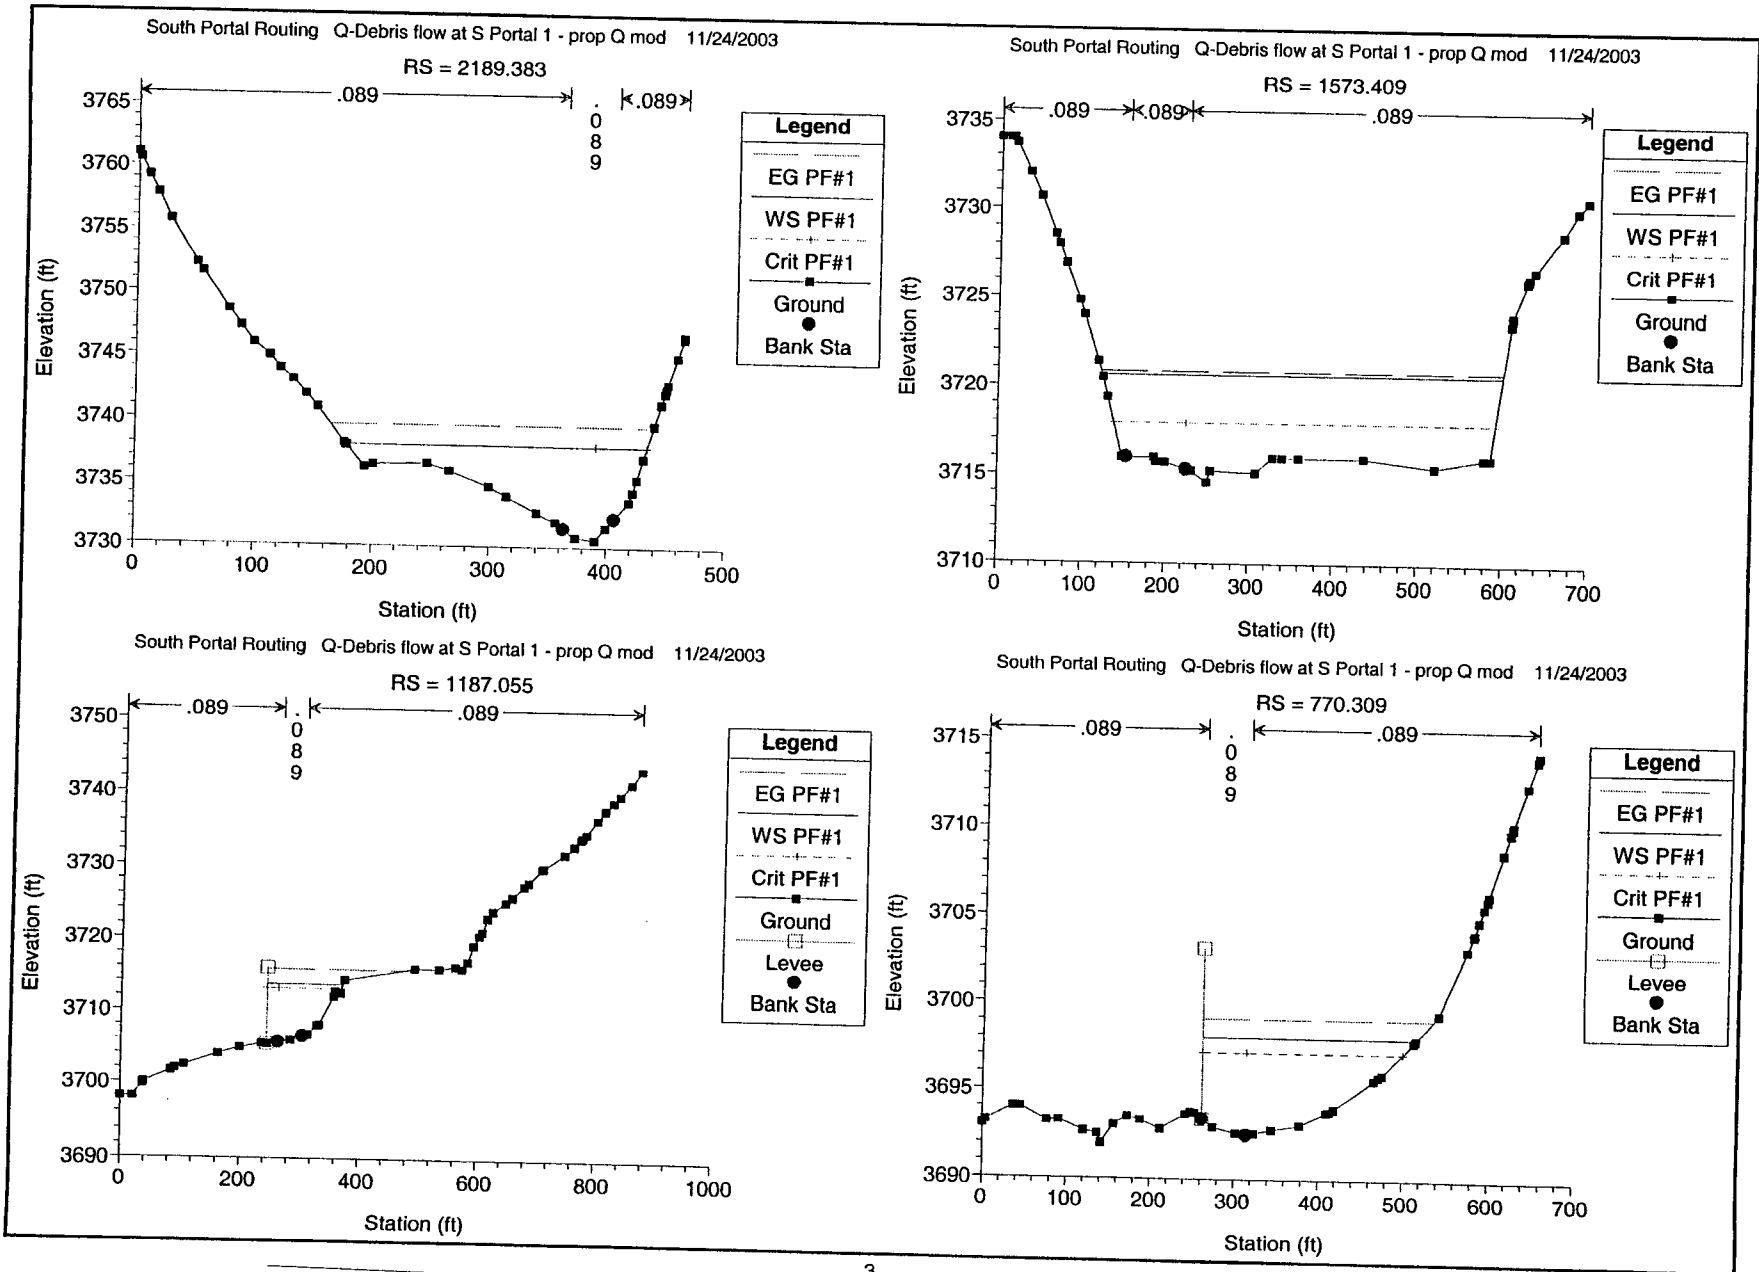 South Portal Routing Q-Debris flow at S Portal 1 - prop Q mod 11/24/2003
RS = 2189.383
.089
.
0
8
9
.089
3765
3760
3755
3750
3745
3740
3735
3730
Elevation (ft)
0 100 200 300 400 500
Station (ft)
Legend
EG PF#1
WS PF#1
Crit PF#1
Ground
Bank Sta
South Portal Routing Q-Debris flow at S Portal 1 - prop Q mod 11/24/2003
RS = 1573.409
.089 .089 .089
3735
3730
3725
3720
3715
3710
Elevation (ft)
0 100 200 300 400 500 600 700
Station (ft)
Legend
EG PF#1
WS PF#1
Crit PF#1
Ground
Bank Sta
South Portal Routing Q-Debris flow at S Portal 1 - prop Q mod 11/24/2003
RS = 1187.055
.089
.
0
8
9
.089
3750
3740
3730
3720
3710
3700
3690
Elevation (ft)
0 200 400 600 800 1000
Station (ft)
Legend
EG PF#1
WS PF#1
Crit PF#1
Ground
Levee
Bank Sta
South Portal Routing Q-Debris flow at S Portal 1 - prop Q mod 11/24/2003
RS = 770.309
.089
.
0
8
9
.089
3715
3710
3705
3700
3695
3690
Elevation (ft)
0 100 200 300 400 500 600 700
Station (ft)
Legend
EG PF#1
WS PF#1
Crit PF#1
Ground
Levee
Bank Sta